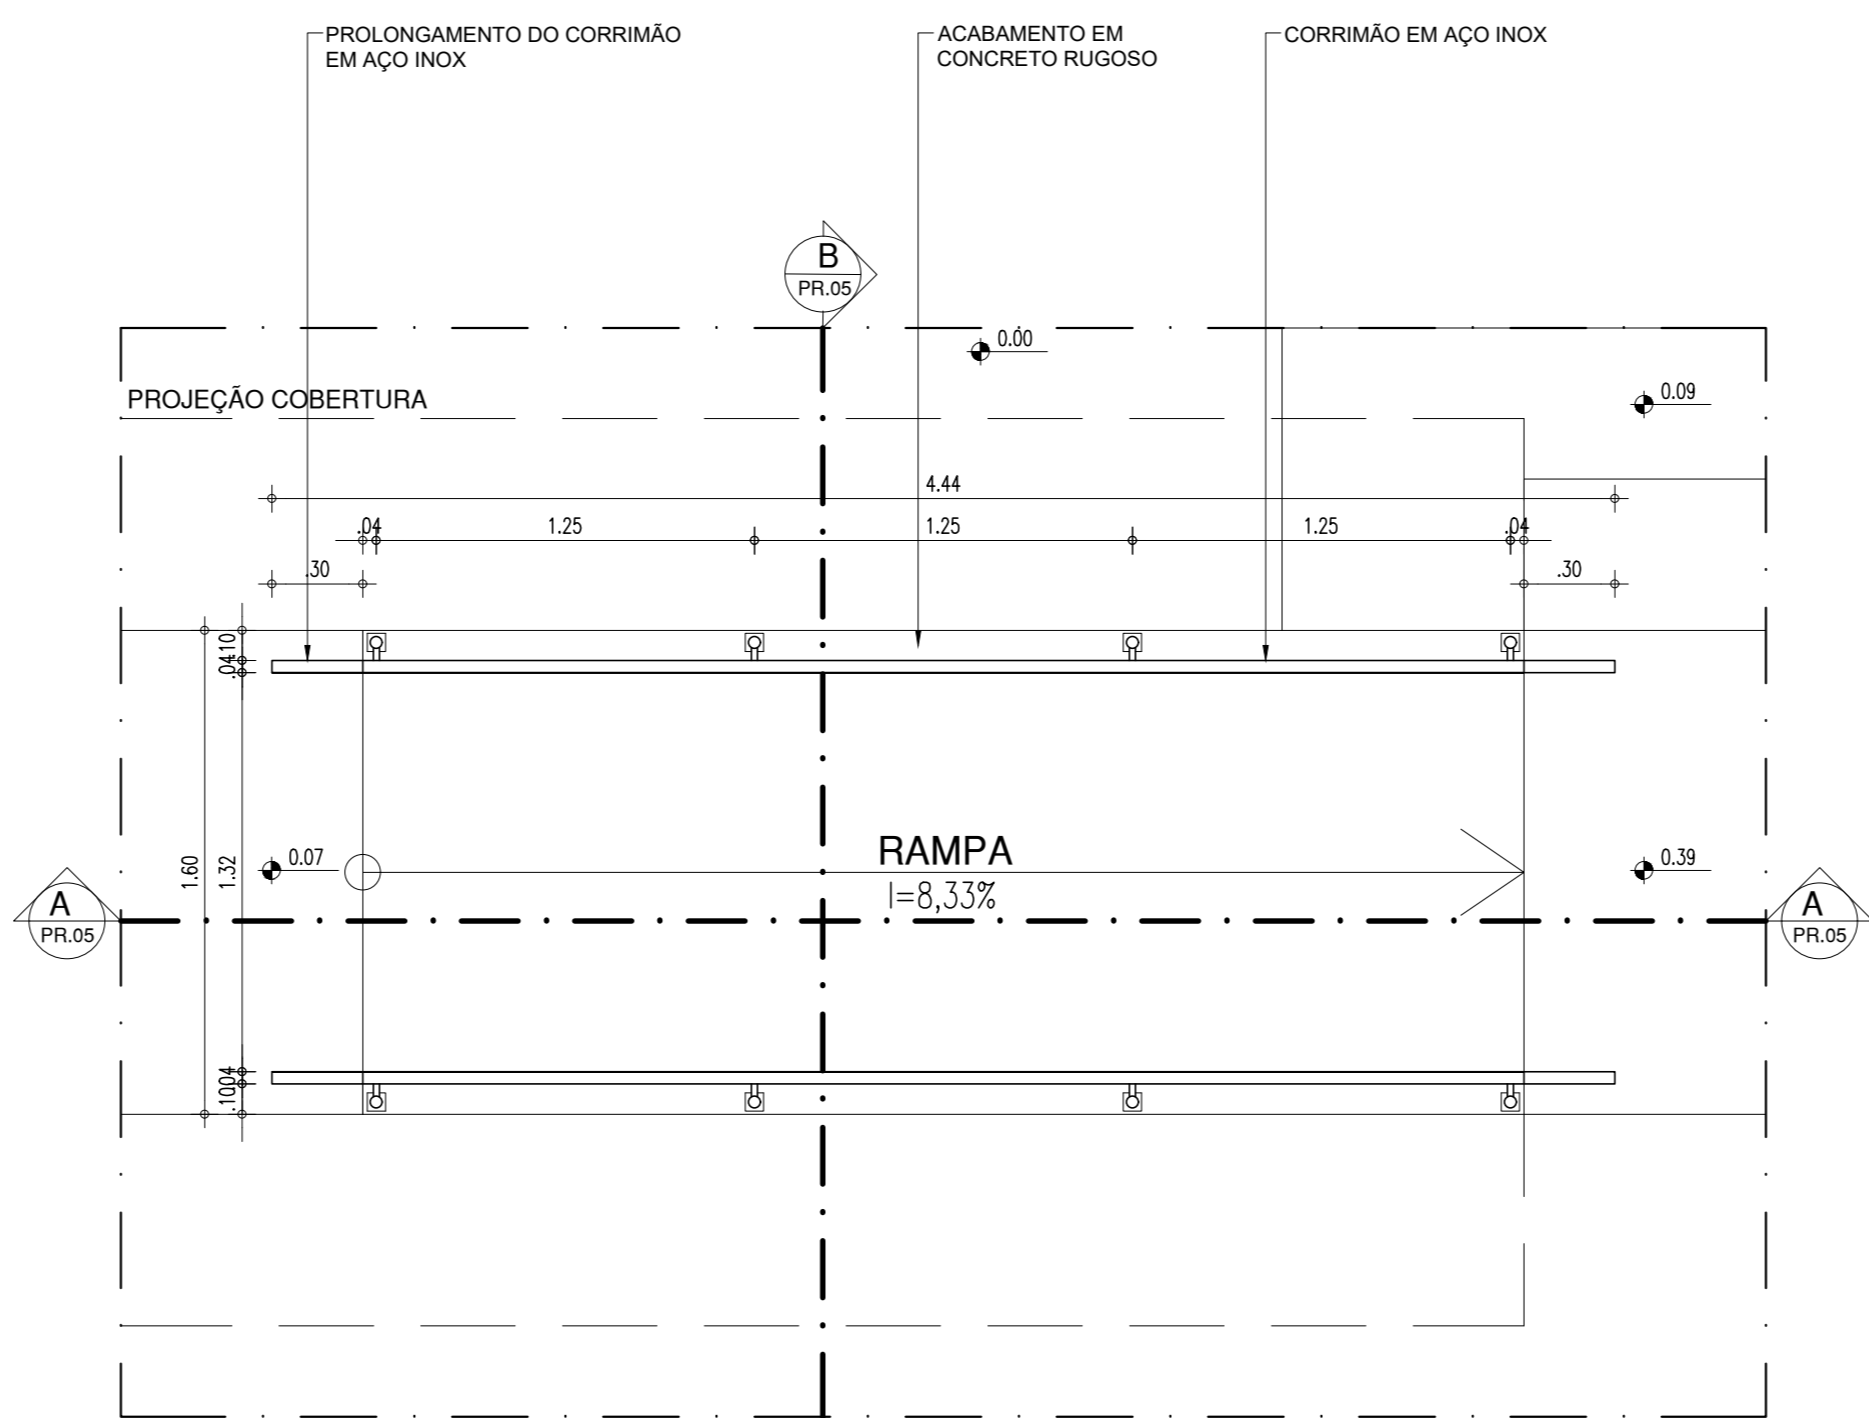 PROLONGAMENTO DO CORRIMÃO
EM AÇO INOX
ACABAMENTO EM
CONCRETO RUGOSO
CORRIMÃO EM AÇO INOX
B
PR.05
0.00
PROJEÇÃO COBERTURA
0.09
4.44
.04
1.25
1.25
1.25
.04
.30
.30
.10
.04
1.60
1.32
0.07
RAMPA
I=8,33%
0.39
A
PR.05
A
PR.05
.04
.10